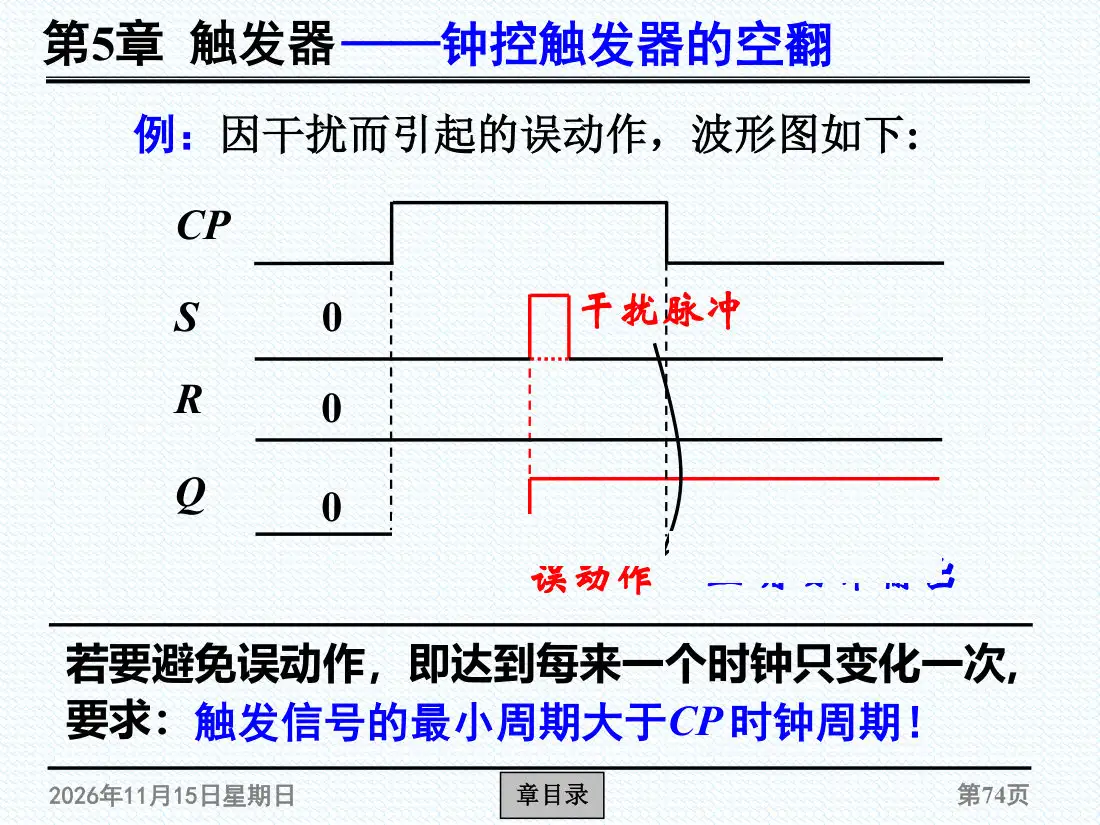 第5章 触发器——钟控触发器的空翻
例：因干扰而引起的误动作，波形图如下：
CP
S 0 干扰脉冲
R 0
Q 0
误动作
若要避免误动作，即达到每来一个时钟只变化一次，
要求：触发信号的最小周期大于CP时钟周期！
2026年11月15日星期日 章目录 第74页